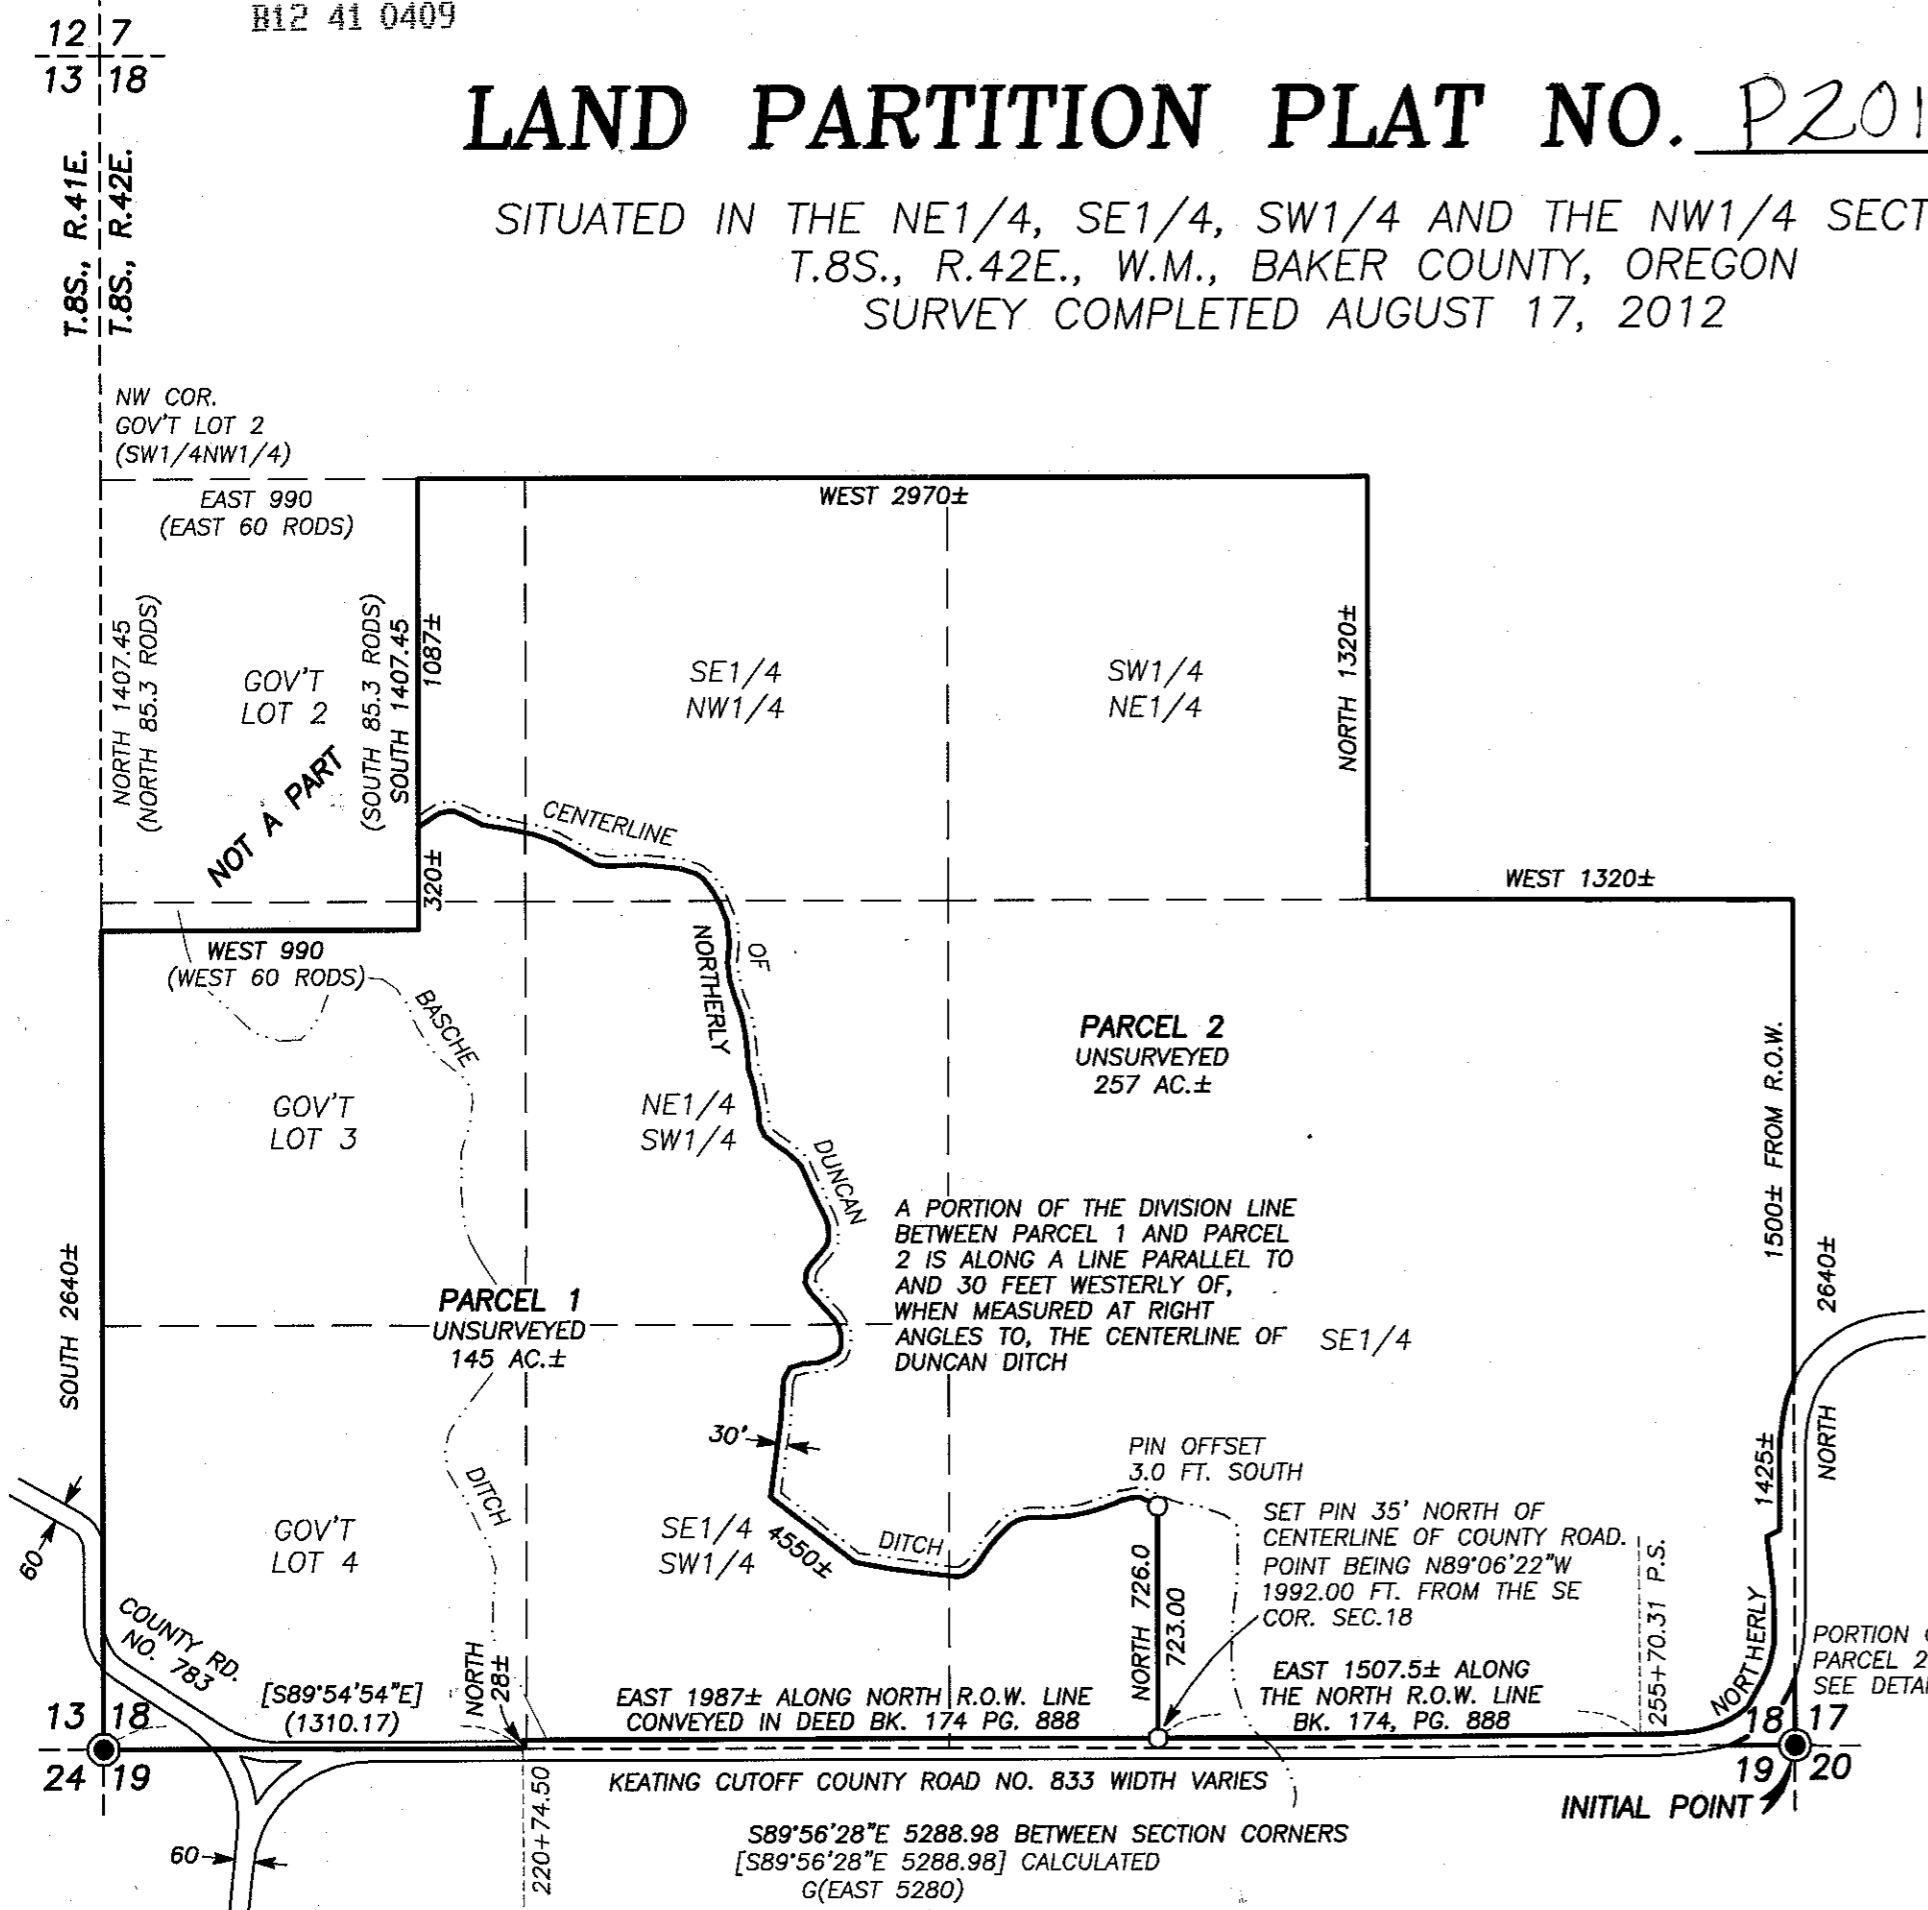 B12 41 0409
12 7
13 18
LAND PARTITION PLAT NO. P201
SITUATED IN THE NE1/4, SE1/4, SW1/4 AND THE NW1/4 SECT
T.8S., R.42E., W.M., BAKER COUNTY, OREGON
SURVEY COMPLETED AUGUST 17, 2012
T.8S., R.41E.
T.8S., R.42E.
NW COR.
GOV'T LOT 2
(SW1/4NW1/4)
EAST 990
(EAST 60 RODS)
WEST 2970±
NORTH 1407.45
(NORTH 85.3 RODS)
GOV'T
LOT 2
(SOUTH 85.3 RODS)
SOUTH 1407.45
1087±
NOT A PART
320±
SE1/4
NW1/4
SW1/4
NE1/4
NORTH 1320±
CENTERLINE
OF
DUNCAN
DITCH
NORTHERLY
WEST 1320±
WEST 990
(WEST 60 RODS)
BASCHE
DITCH
PARCEL 2
UNSURVEYED
257 AC.±
GOV'T
LOT 3
NE1/4
SW1/4
1500± FROM R.O.W.
A PORTION OF THE DIVISION LINE
BETWEEN PARCEL 1 AND PARCEL
2 IS ALONG A LINE PARALLEL TO
AND 30 FEET WESTERLY OF,
WHEN MEASURED AT RIGHT
ANGLES TO, THE CENTERLINE OF
DUNCAN DITCH
SE1/4
SOUTH 2640±
PARCEL 1
UNSURVEYED
145 AC.±
2640±
NORTH
1425±
30'
PIN OFFSET
3.0 FT. SOUTH
SET PIN 35' NORTH OF
CENTERLINE OF COUNTY ROAD.
POINT BEING N89°06'22"W
1992.00 FT. FROM THE SE
COR. SEC.18
GOV'T
LOT 4
SE1/4
SW1/4
4550±
60
COUNTY RD.
NO. 783
NORTH 726.0
723.00
255+70.31 P.S.
NORTHERLY
PORTION
PARCEL 2
SEE DETA
[S89°54'54"E]
(1310.17)
NORTH
28±
EAST 1987± ALONG NORTH R.O.W. LINE
CONVEYED IN DEED BK. 174 PG. 888
EAST 1507.5± ALONG
THE NORTH R.O.W. LINE
BK. 174, PG. 888
13 18
24 19
18 17
19 20
KEATING CUTOFF COUNTY ROAD NO. 833 WIDTH VARIES
INITIAL POINT
220+74.50
60
S89°56'28"E 5288.98 BETWEEN SECTION CORNERS
[S89°56'28"E 5288.98] CALCULATED
G(EAST 5280)